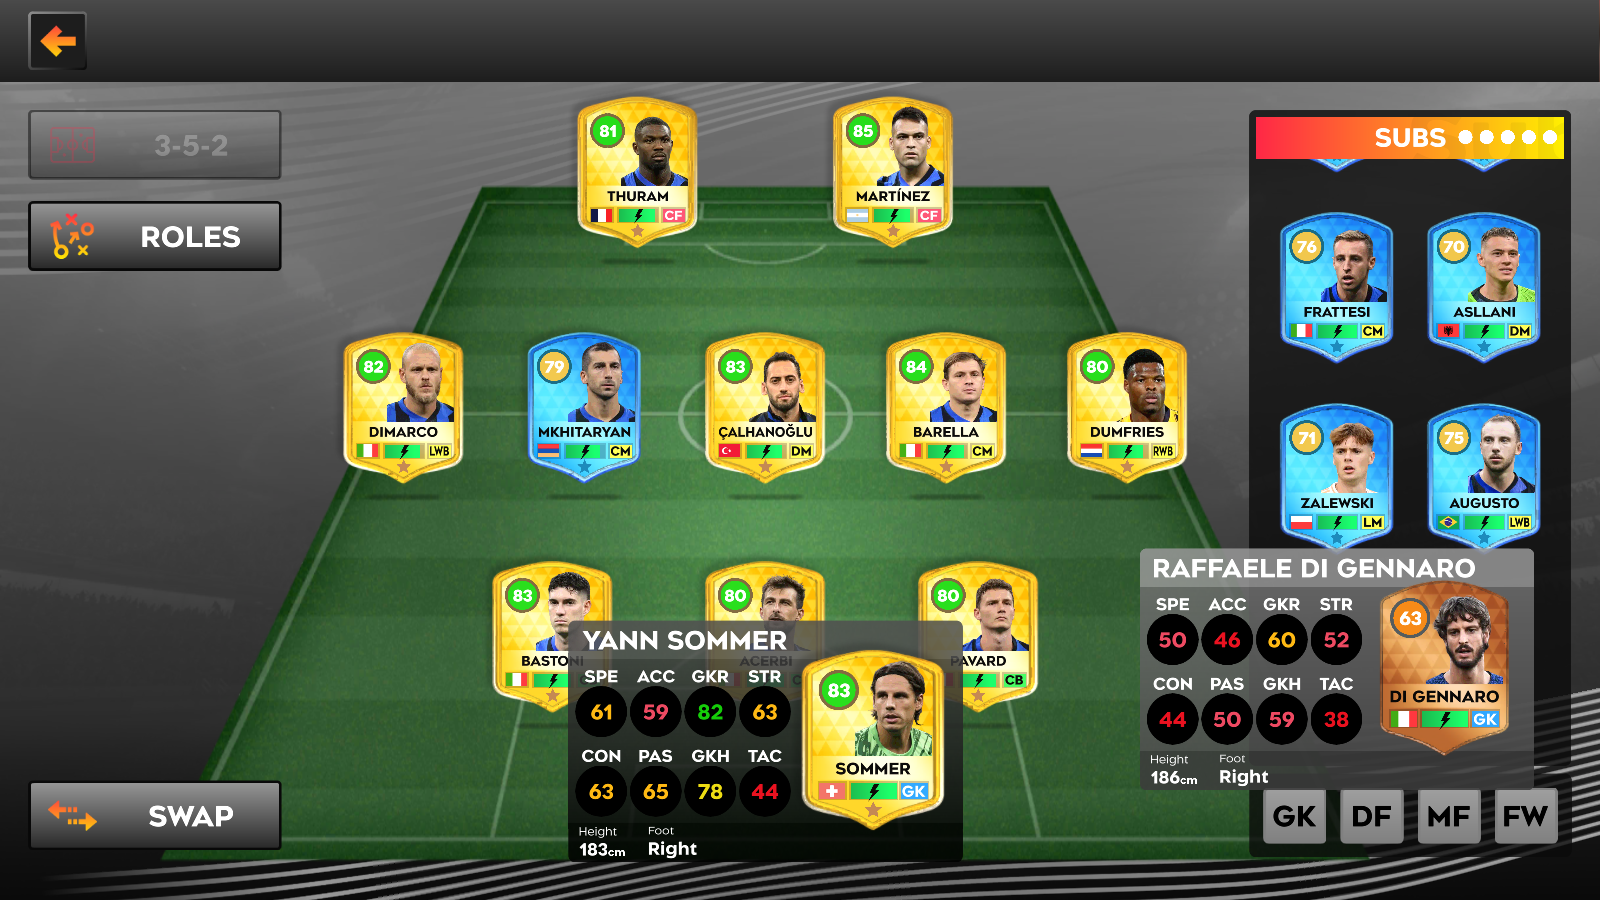 3-5-2
ROLES
SWAP
81
THURAM
CF
85
MARTÍNEZ
CF
82
DIMARCO
LWB
79
MKHITARYAN
CM
83
ÇALHANOĞLU
DM
84
BARELLA
CM
80
DUMFRIES
RWB
83
BASTONI
80
ACERBI
80
PAVARD
CB
YANN SOMMER
SPE ACC GKR STR
61 59 82 63
CON PAS GKH TAC
63 65 78 44
Height Foot
183cm Right
83
SOMMER
GK
SUBS
76
FRATTESI
CM
70
ASLLANI
DM
71
ZALEWSKI
LM
75
AUGUSTO
LWB
RAFFAELE DI GENNARO
SPE ACC GKR STR
50 46 60 52
CON PAS GKH TAC
44 50 59 38
Height Foot
186cm Right
63
DI GENNARO
GK
GK DF MF FW